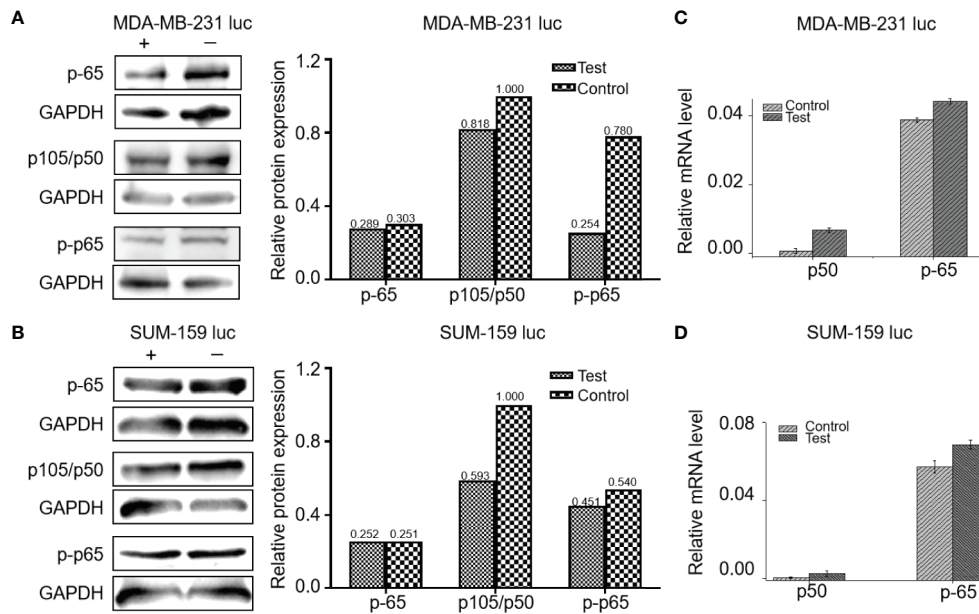 A
MDA-MB-231 luc
+ −
p-65
GAPDH
p105/p50
GAPDH
p-p65
GAPDH
MDA-MB-231 luc
Relative protein expression
1.2
0.8
0.4
0.0
Test
Control
0.289
0.303
0.818
1.000
0.254
0.780
p-65
p105/p50
p-p65
C
MDA-MB-231 luc
Relative mRNA level
0.04
0.02
0.00
Control
Test
p50
p-65
B
SUM-159 luc
+ −
p-65
GAPDH
p105/p50
GAPDH
p-p65
GAPDH
SUM-159 luc
Relative protein expression
1.2
0.8
0.4
0.0
Test
Control
0.252
0.251
0.593
1.000
0.451
0.540
p-65
p105/p50
p-p65
D
SUM-159 luc
Relative mRNA level
0.08
0.04
0.00
Control
Test
p50
p-65